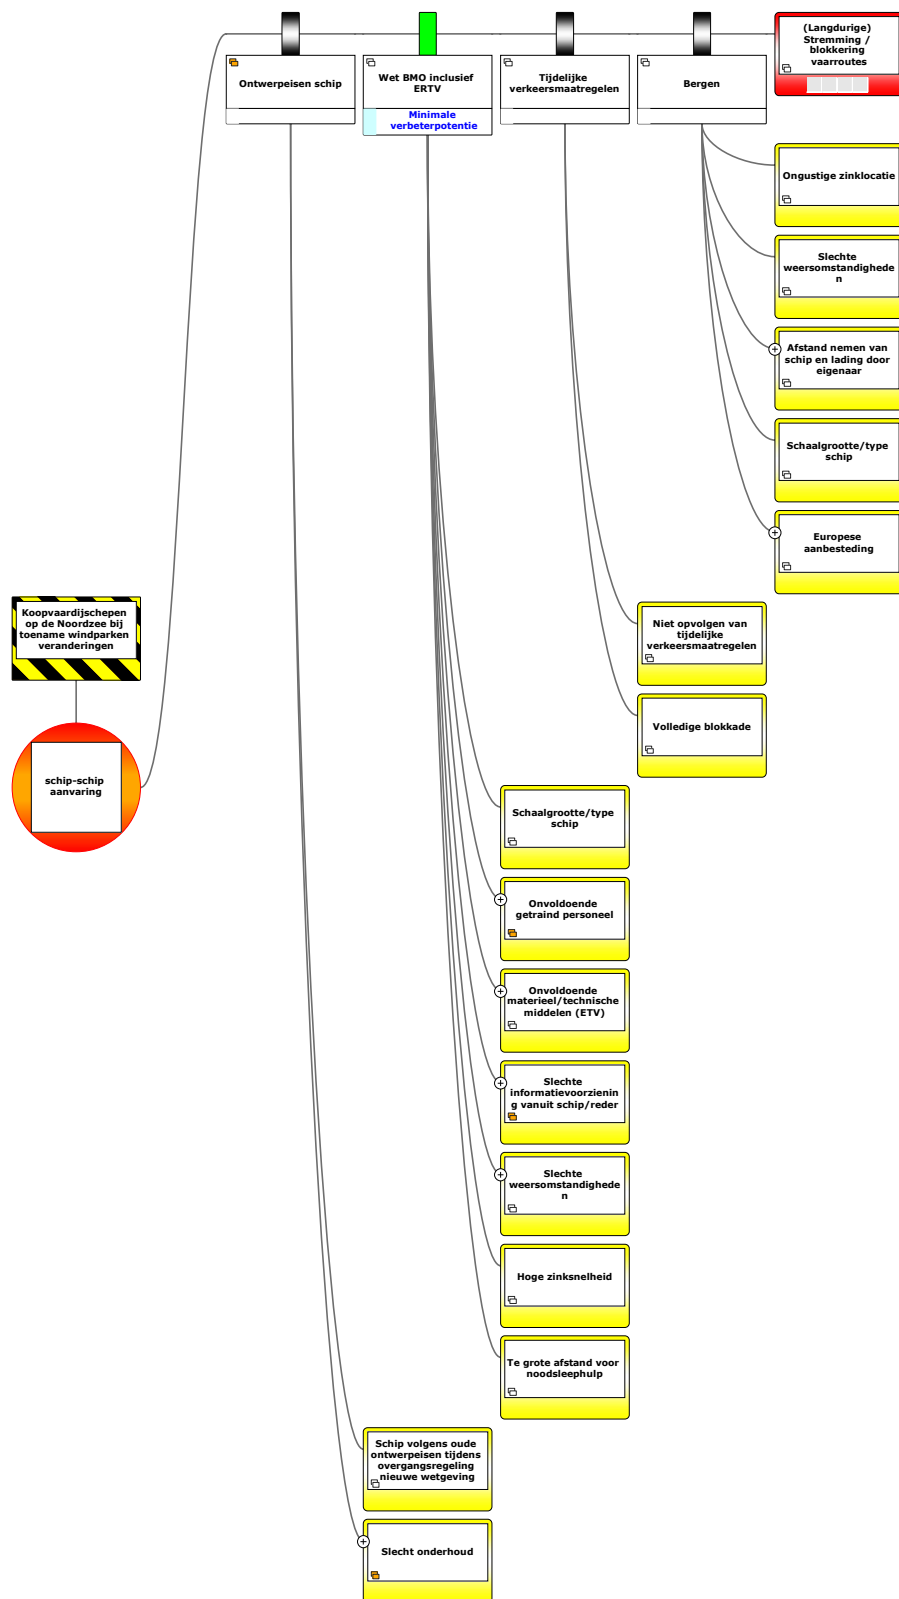 Ontwerpeisen schip
Wet BMO inclusief
ERTV
Minimale
verbeterpotentie
Tijdelijke
verkeersmaatregelen
Bergen
(Langdurige)
Stremming /
blokkering
vaarroutes
Ongustige zinklocatie
Slechte
weersomstandighede
n
+
Afstand nemen van
schip en lading door
eigenaar
Schaalgrootte/type
schip
+
Europese
aanbesteding
Koopvaardijschepen
op de Noordzee bij
toename windparken
veranderingen
schip-schip
aanvaring
Niet opvolgen van
tijdelijke
verkeersmaatregelen
Volledige blokkade
Schaalgrootte/type
schip
+
Onvoldoende
getraind personeel
+
Onvoldoende
materieel/technische
middelen (ETV)
+
Slechte
informatievoorzienin
g vanuit schip/reder
+
Slechte
weersomstandighede
n
Hoge zinksnelheid
Te grote afstand voor
noodsleephulp
Schip volgens oude
ontwerpeisen tijdens
overgangsregeling
nieuwe wetgeving
+
Slecht onderhoud